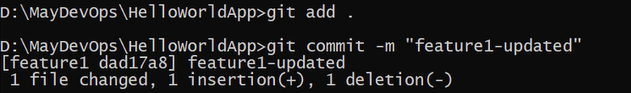 D:\MayDevOps\HelloWorldApp>git add .
D:\MayDevOps\HelloWorldApp>git commit -m "feature1-updated"
[feature1 dad17a8] feature1-updated
1 file changed, 1 insertion(+), 1 deletion(-)